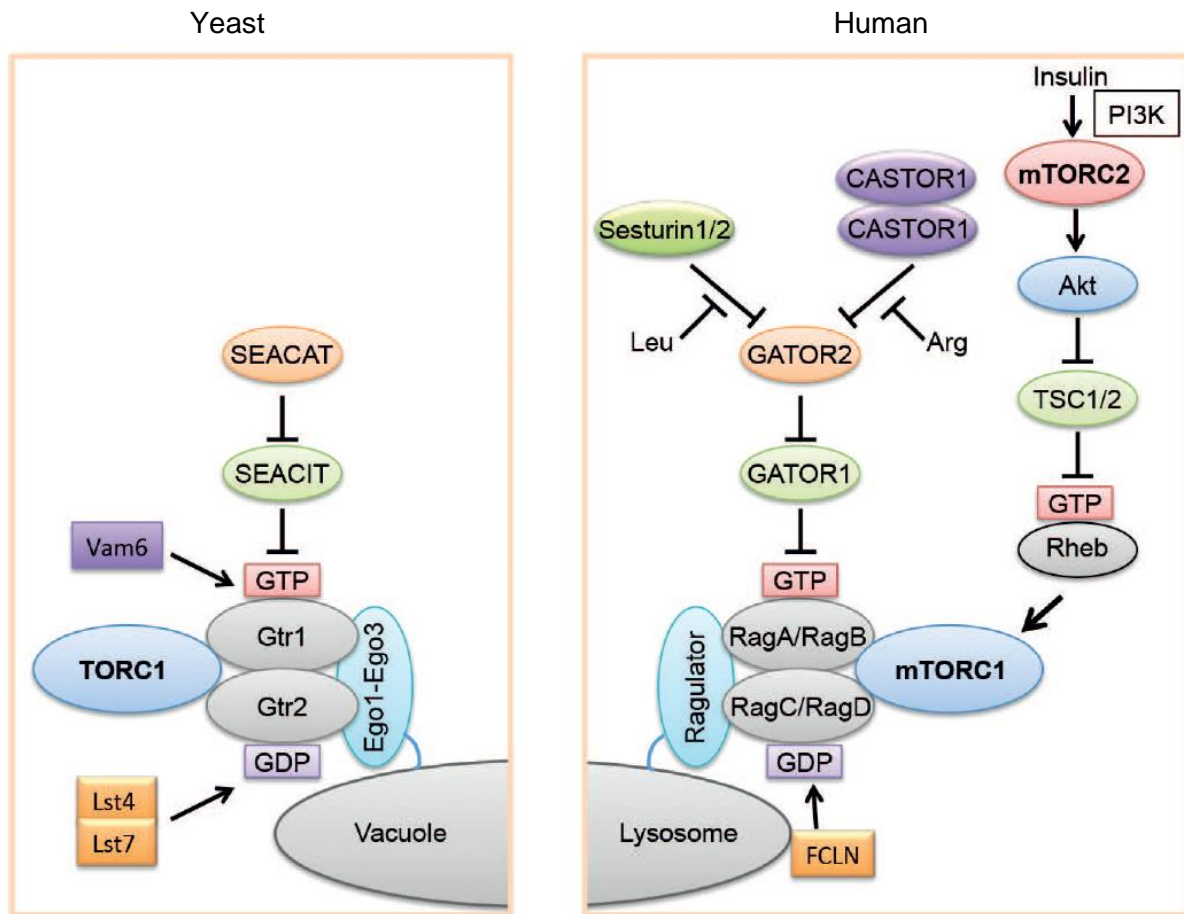 Yeast
SEACAT
SEACIT
Vam6
GTP
Gtr1
TORC1
Ego1-Ego3
Gtr2
GDP
Lst4
Lst7
Vacuole
Human
Insulin
PI3K
mTORC2
CASTOR1
CASTOR1
Sesturin1/2
Akt
Leu
Arg
GATOR2
TSC1/2
GATOR1
GTP
Rheb
GTP
RagA/RagB
Ragulator
mTORC1
RagC/RagD
GDP
Lysosome
FCLN